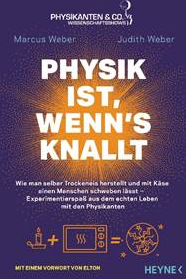 PHYSIKANTEN & CO.
WISSENSCHAFTSSHOWS
Marcus Weber Judith Weber
PHYSIK
IST,
WENN'S
KNALLT
Wie man selber Trockeneis herstellt und mit Käse
einen Menschen schweben lässt –
Experimentierspaß aus dem echten Leben
mit den Physikanten
+ =
MIT EINEM VORWORT VON ELTON
HEYNE